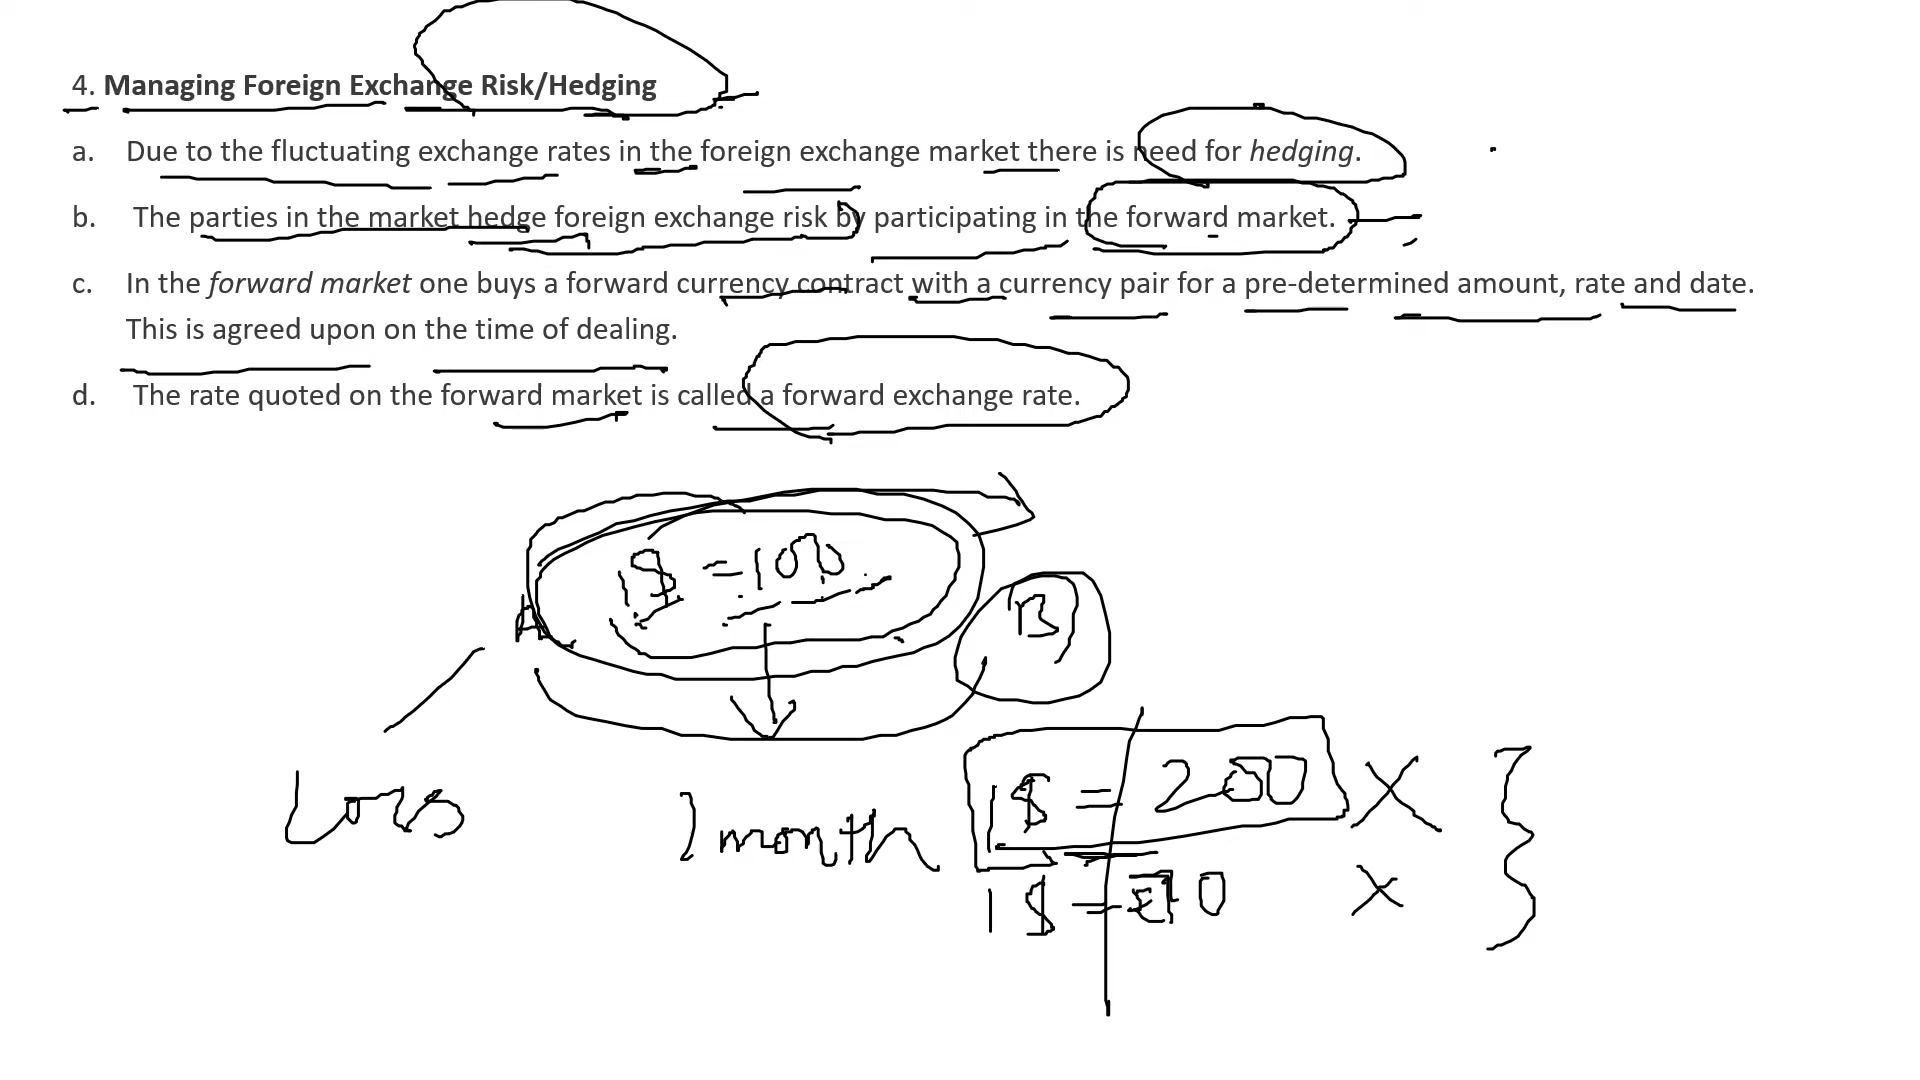 4. Managing Foreign Exchange Risk/Hedging
a. Due to the fluctuating exchange rates in the foreign exchange market there is need for hedging.
b. The parties in the market hedge foreign exchange risk by participating in the forward market.
c. In the forward market one buys a forward currency contract with a currency pair for a pre-determined amount, rate and date.
This is agreed upon on the time of dealing.
d. The rate quoted on the forward market is called a forward exchange rate.
1$ = 100
A
B
1$ = 200 X
Loss
1 month
1$ = 0 X